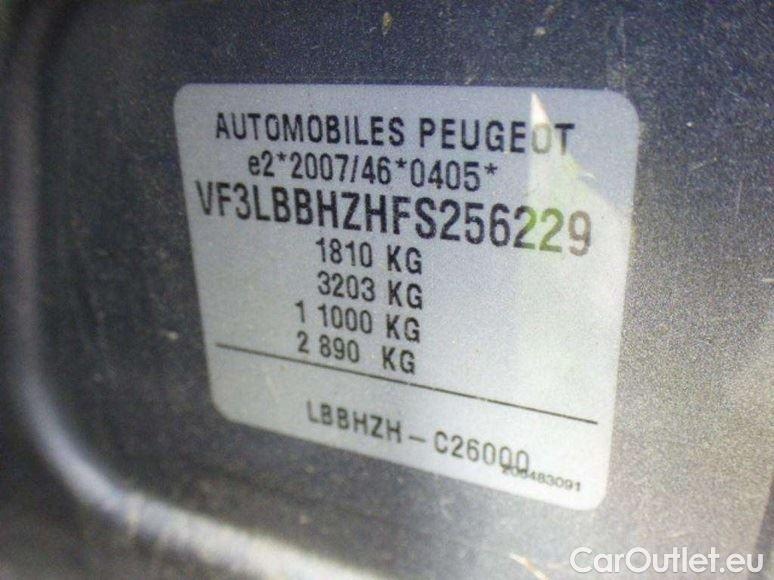 AUTOMOBILES PEUGEOT
e2*2007/46*0405*
VF3LBBHZHFS256229
1810 KG
3203 KG
1 1000 KG
2 890 KG
LBBHZH - C26000
200483091
CarOutlet.eu